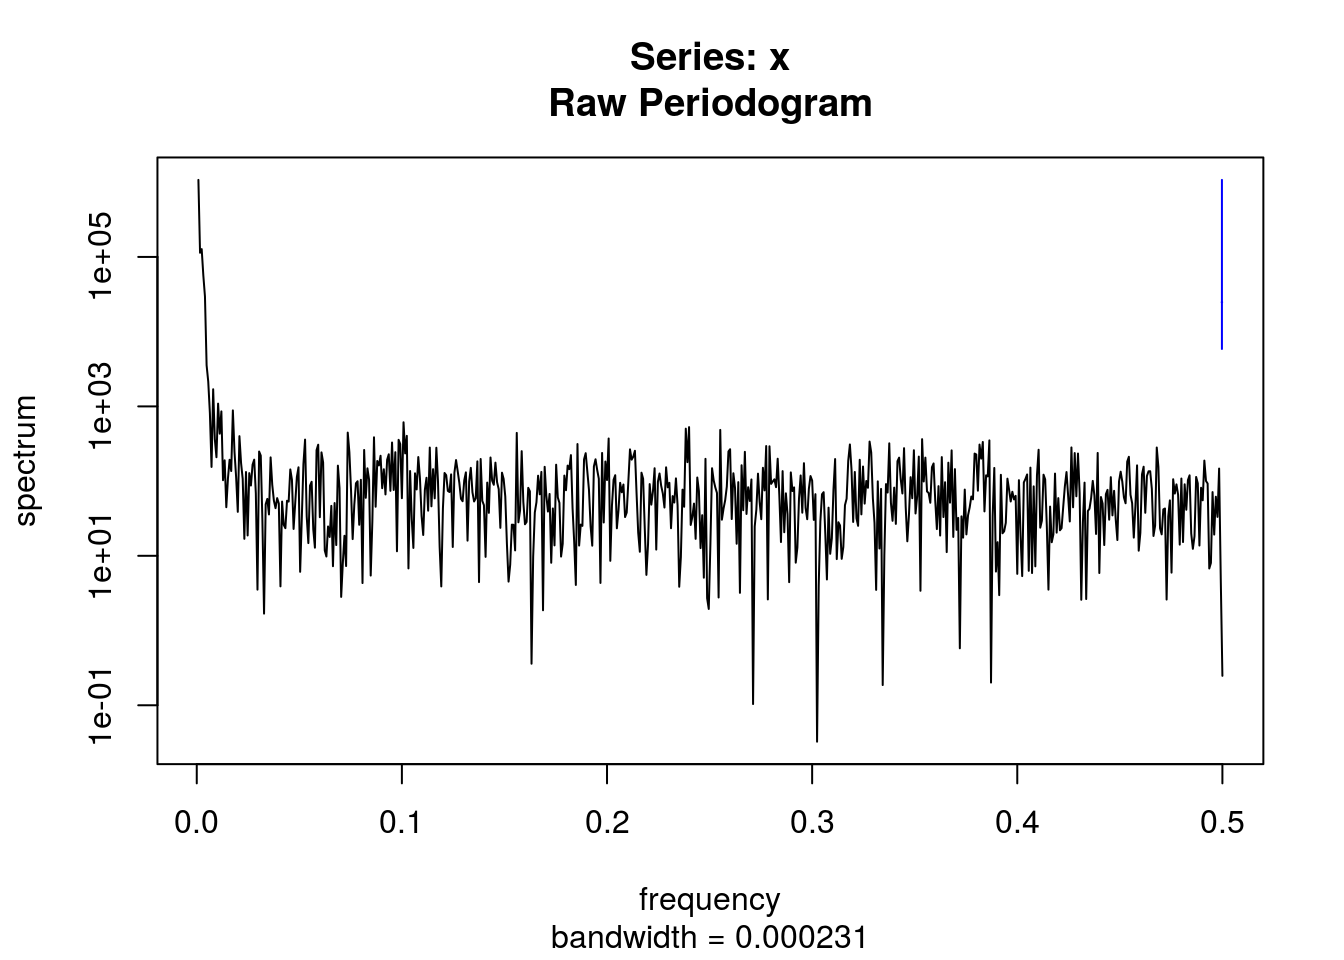 Series: x
Raw Periodogram
spectrum
1e+05
1e+03
1e+01
1e-01
0.0 0.1 0.2 0.3 0.4 0.5
frequency
bandwidth = 0.000231